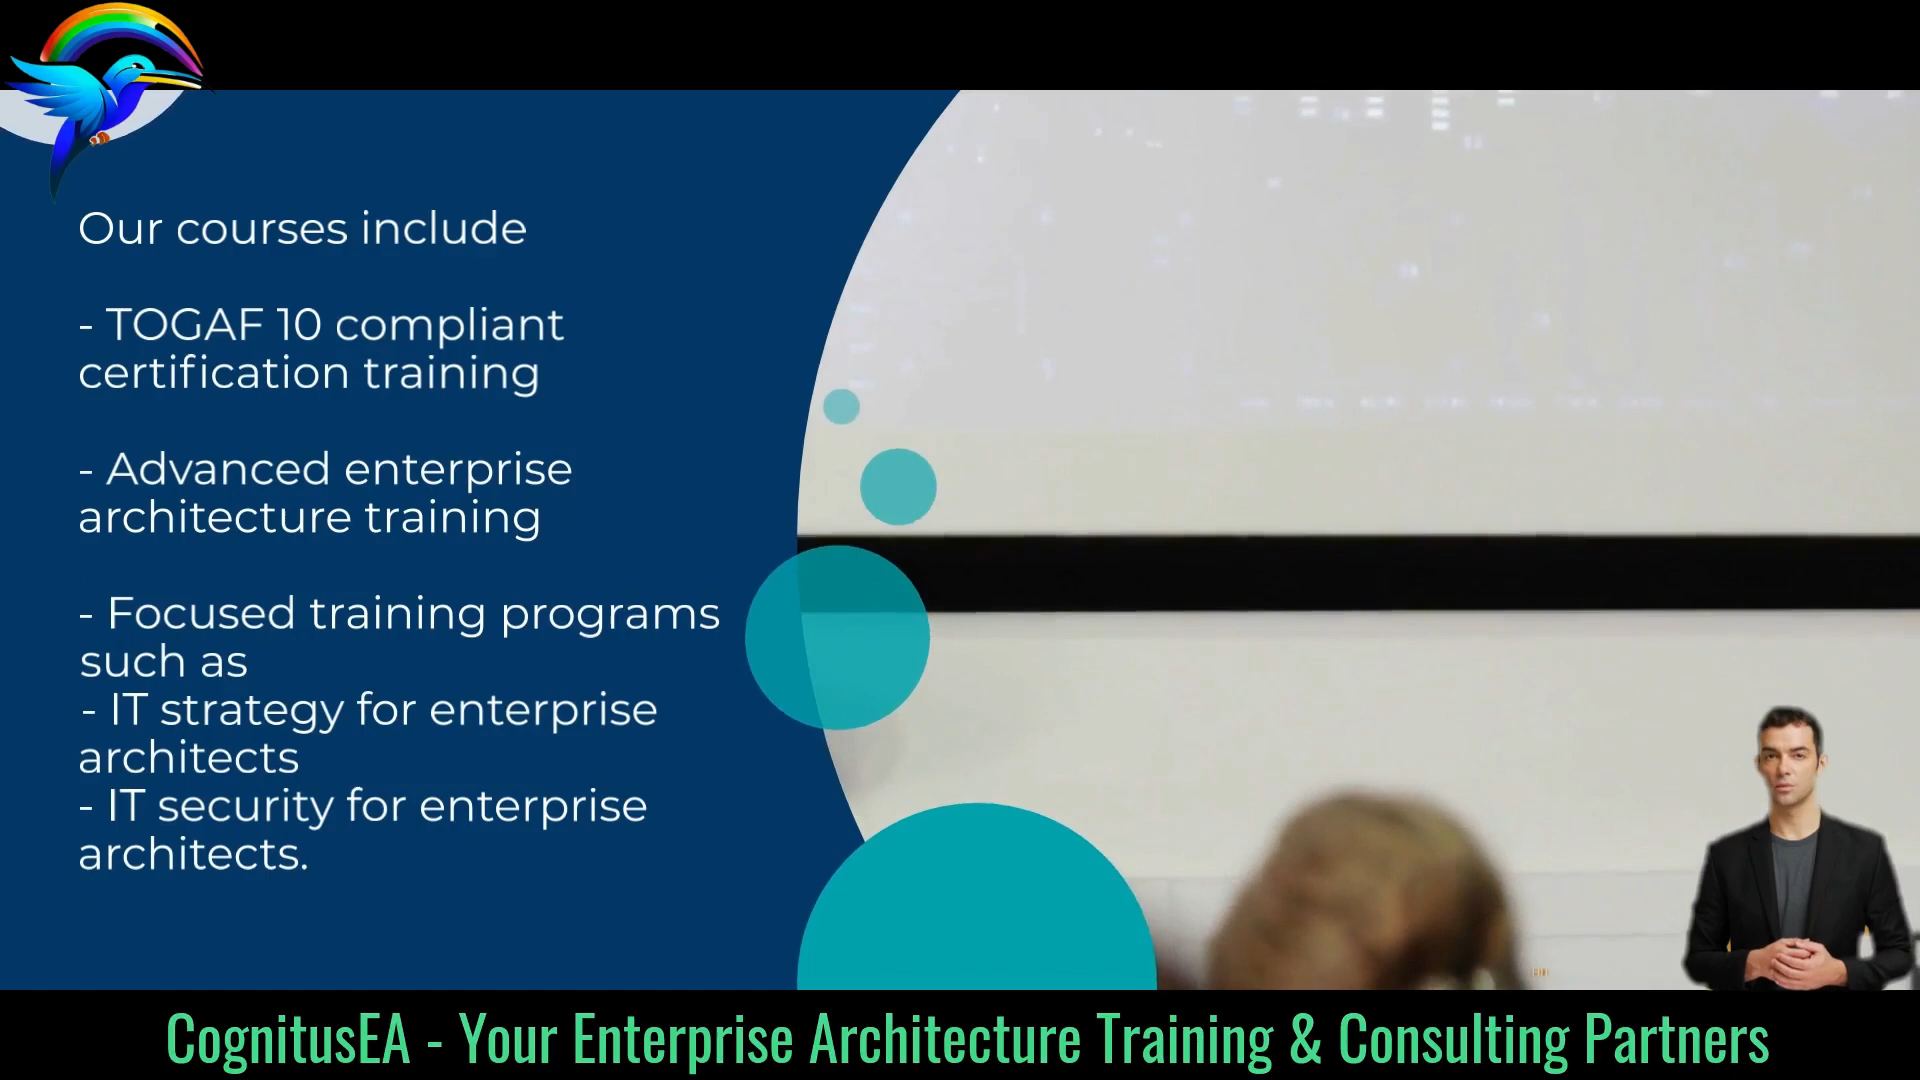 Our courses include
- TOGAF 10 compliant
certification training
- Advanced enterprise
architecture training
- Focused training programs
such as
- IT strategy for enterprise
architects
- IT security for enterprise
architects.
CognitusEA - Your Enterprise Architecture Training & Consulting Partners